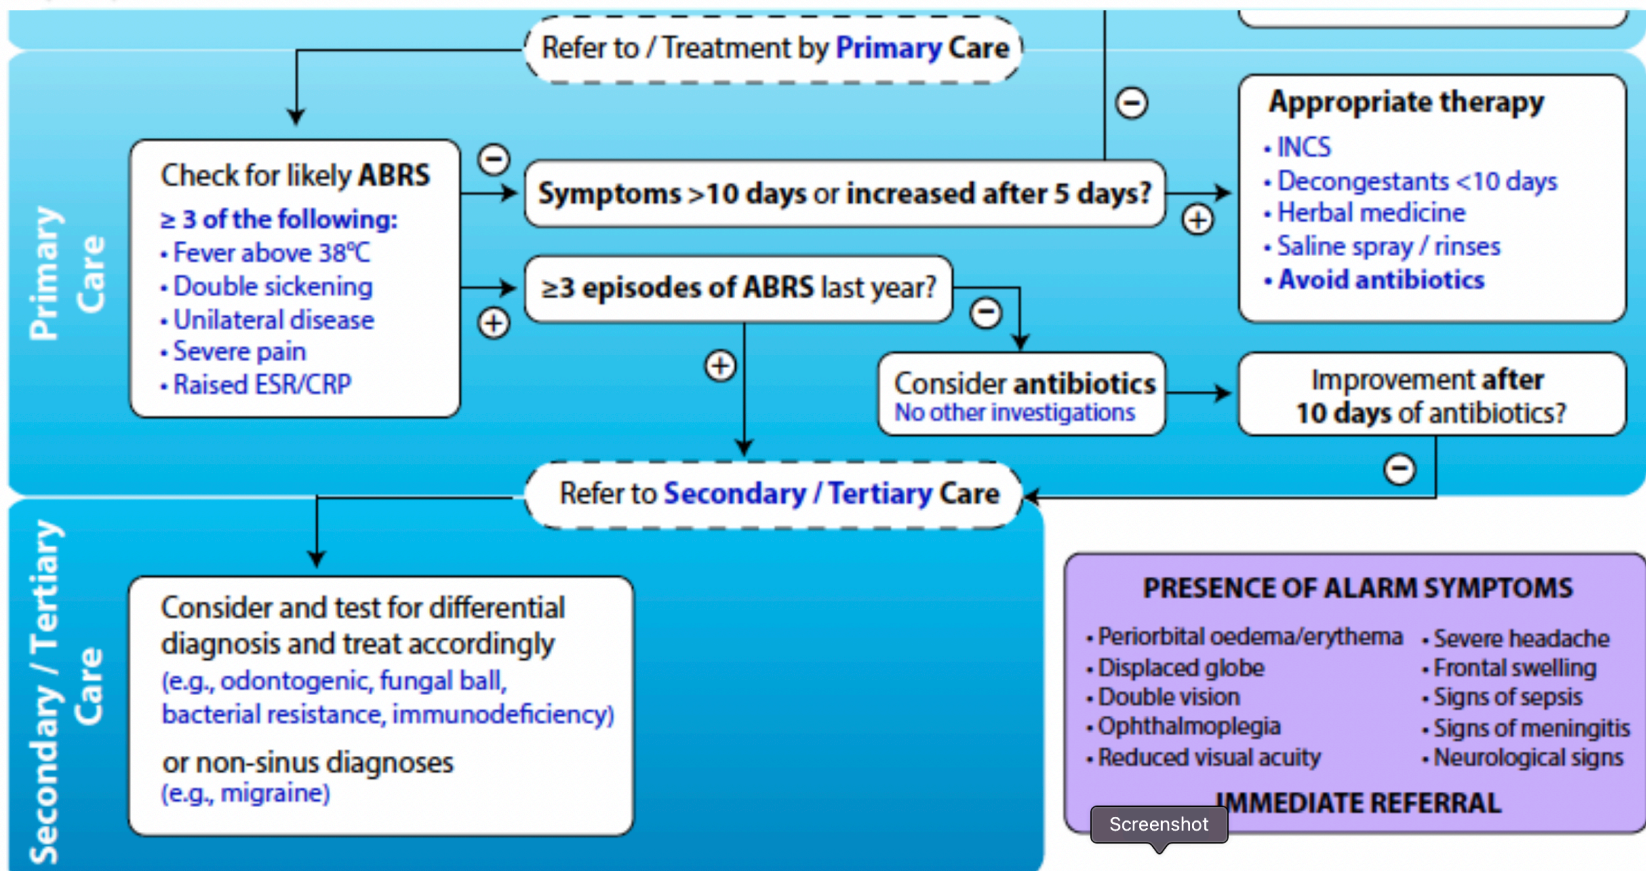 Refer to / Treatment by Primary Care
Primary
Care
Check for likely ABRS
≥ 3 of the following:
• Fever above 38ºC
• Double sickening
• Unilateral disease
• Severe pain
• Raised ESR/CRP
−
Symptoms >10 days or increased after 5 days?
−
+
Appropriate therapy
• INCS
• Decongestants <10 days
• Herbal medicine
• Saline spray / rinses
• Avoid antibiotics
+
≥3 episodes of ABRS last year?
−
+
Consider antibiotics
No other investigations
Improvement after
10 days of antibiotics?
−
Refer to Secondary / Tertiary Care
Secondary / Tertiary
Care
Consider and test for differential
diagnosis and treat accordingly
(e.g., odontogenic, fungal ball,
bacterial resistance, immunodeficiency)
or non-sinus diagnoses
(e.g., migraine)
PRESENCE OF ALARM SYMPTOMS
• Periorbital oedema/erythema
• Displaced globe
• Double vision
• Ophthalmoplegia
• Reduced visual acuity
• Severe headache
• Frontal swelling
• Signs of sepsis
• Signs of meningitis
• Neurological signs
IMMEDIATE REFERRAL
Screenshot